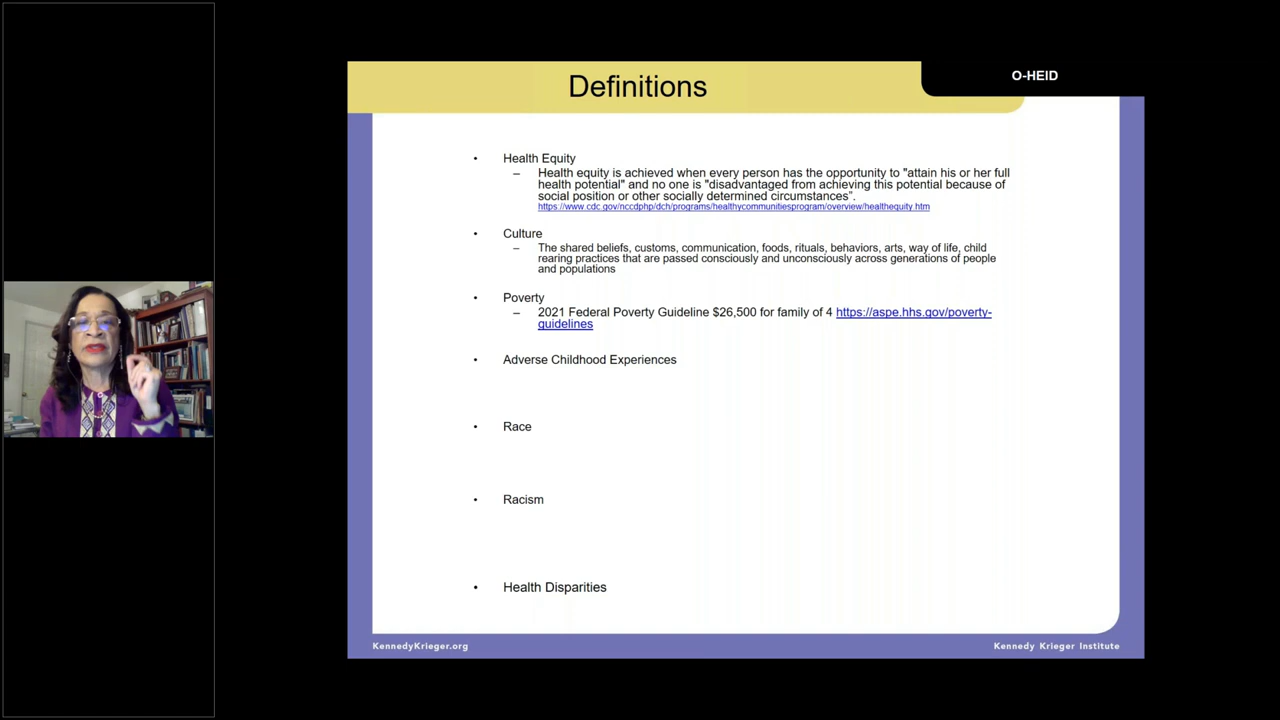 Definitions
O-HEID
• Health Equity
– Health equity is achieved when every person has the opportunity to "attain his or her full
health potential" and no one is "disadvantaged from achieving this potential because of
social position or other socially determined circumstances”.
https://www.cdc.gov/nccdphp/dch/programs/healthycommunitiesprogram/overview/healthequity.htm
• Culture
– The shared beliefs, customs, communication, foods, rituals, behaviors, arts, way of life, child
rearing practices that are passed consciously and unconsciously across generations of people
and populations
• Poverty
– 2021 Federal Poverty Guideline $26,500 for family of 4 https://aspe.hhs.gov/poverty-
guidelines
• Adverse Childhood Experiences
• Race
• Racism
• Health Disparities
KennedyKrieger.org
Kennedy Krieger Institute